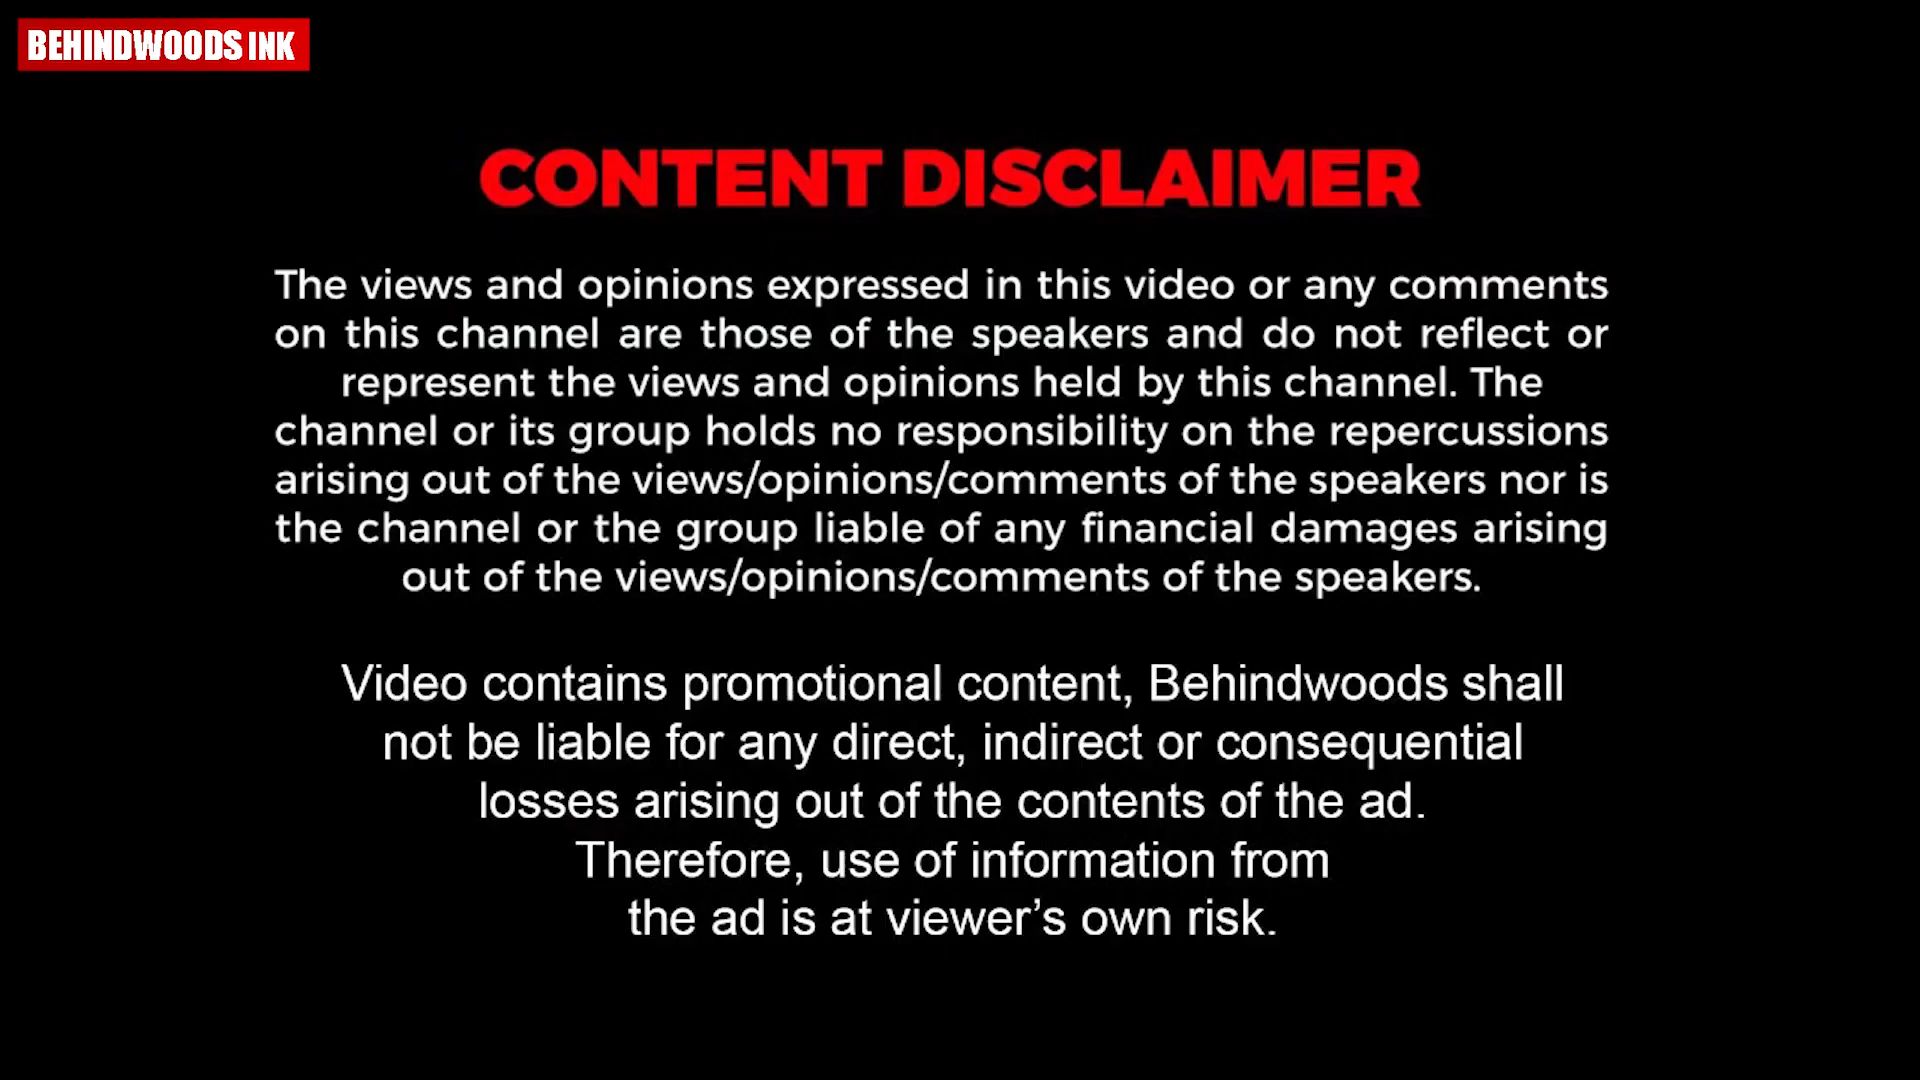 BEHINDWOODS INK
CONTENT DISCLAIMER
The views and opinions expressed in this video or any comments
on this channel are those of the speakers and do not reflect or
represent the views and opinions held by this channel. The
channel or its group holds no responsibility on the repercussions
arising out of the views/opinions/comments of the speakers nor is
the channel or the group liable of any financial damages arising
out of the views/opinions/comments of the speakers.
Video contains promotional content, Behindwoods shall
not be liable for any direct, indirect or consequential
losses arising out of the contents of the ad.
Therefore, use of information from
the ad is at viewer’s own risk.